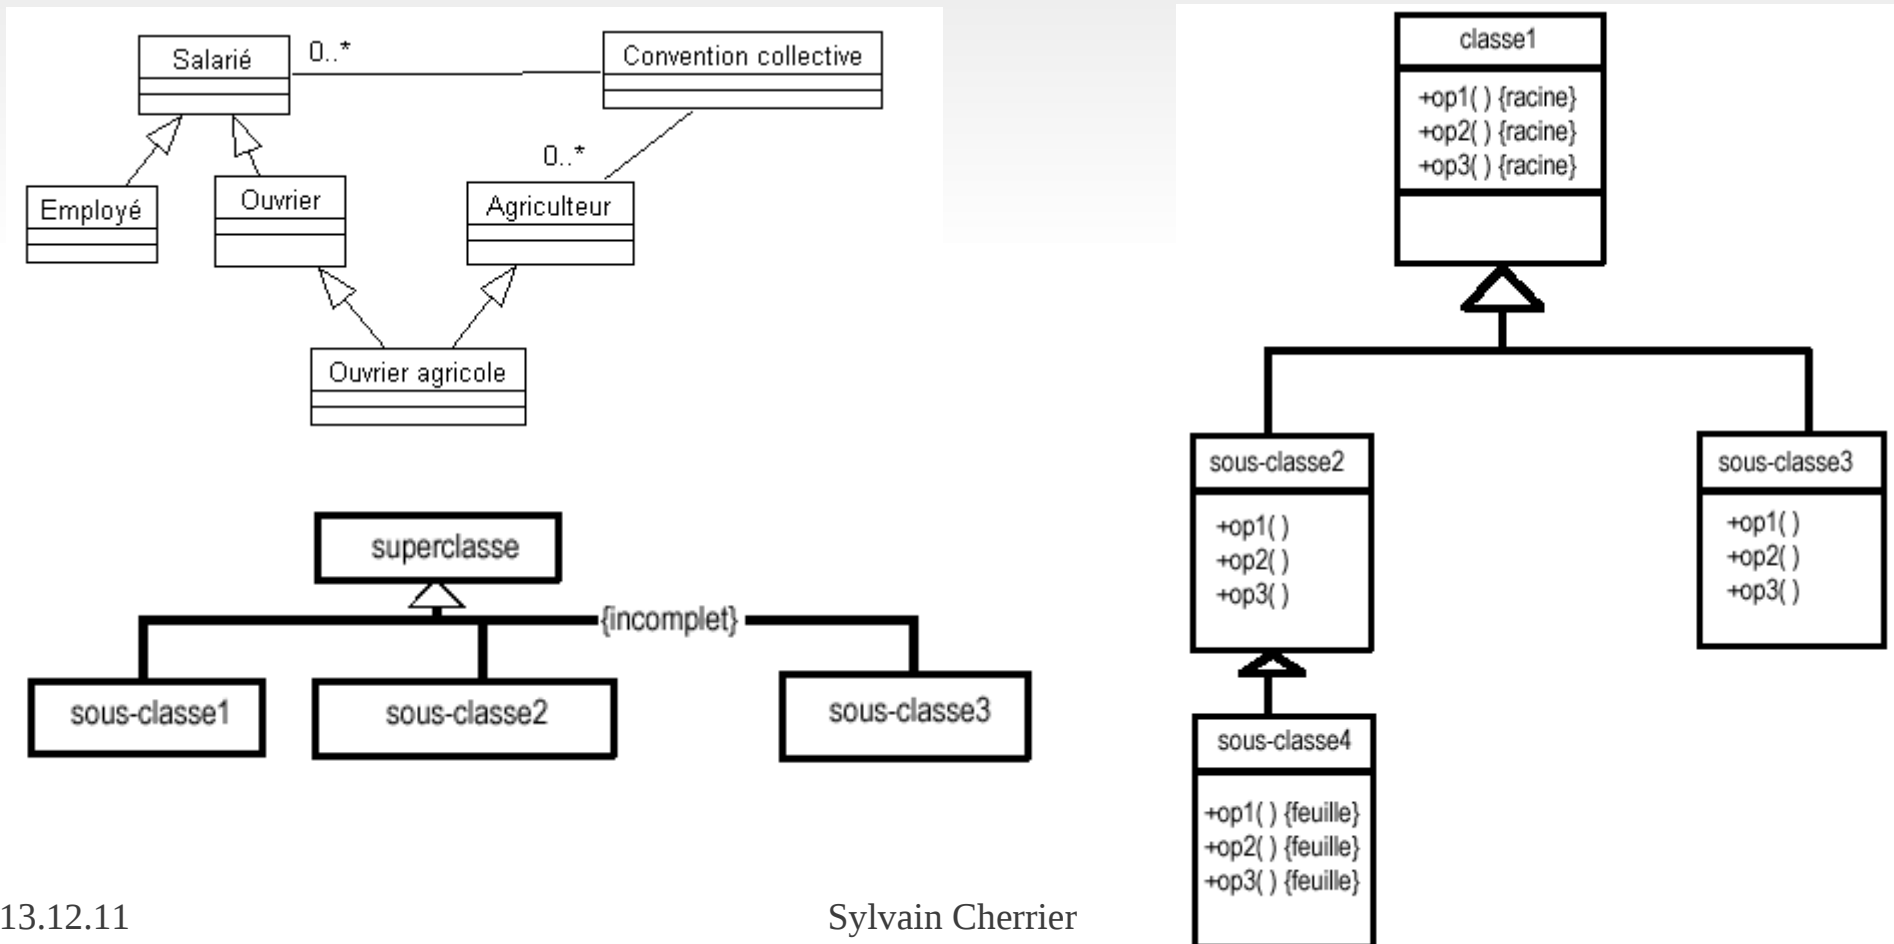 Salarié
0..*
Convention collective
0..*
Employé
Ouvrier
Agriculteur
Ouvrier agricole
superclasse
{incomplet}
sous-classe1
sous-classe2
sous-classe3
classe1
+op1( ) {racine}
+op2( ) {racine}
+op3( ) {racine}
sous-classe2
+op1( )
+op2( )
+op3( )
sous-classe3
+op1( )
+op2( )
+op3( )
sous-classe4
+op1( ) {feuille}
+op2( ) {feuille}
+op3( ) {feuille}
13.12.11
Sylvain Cherrier